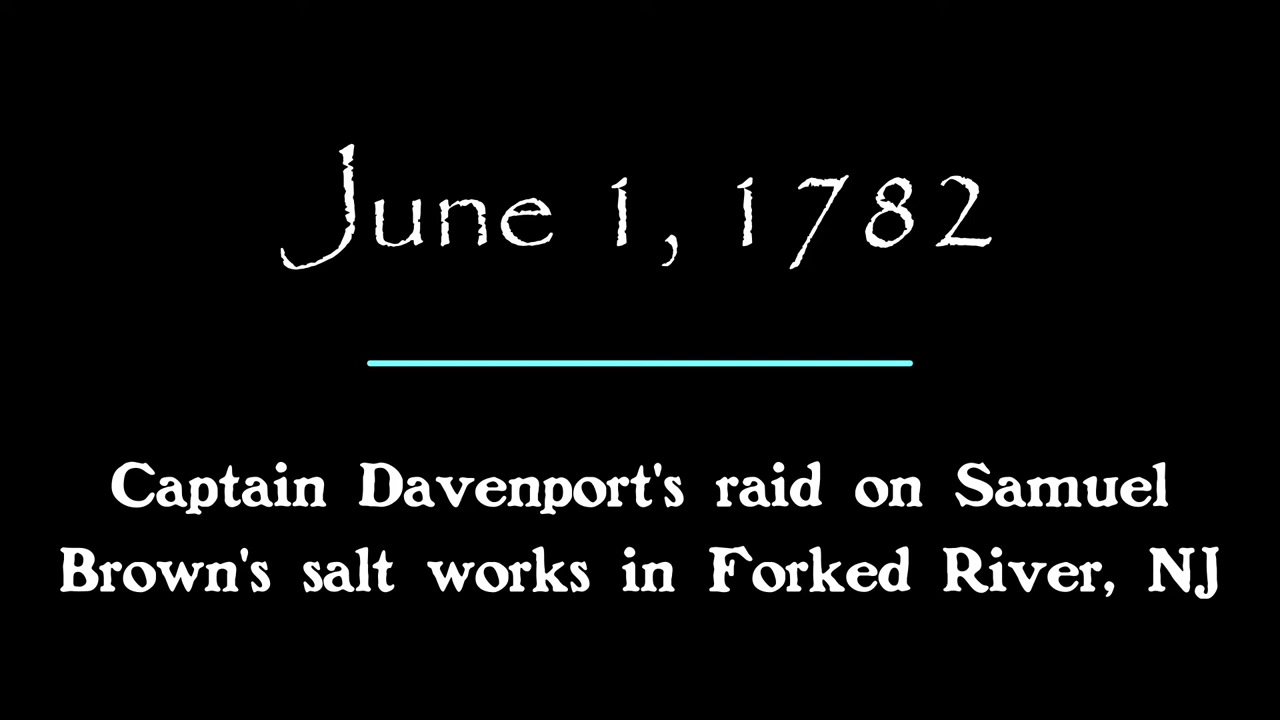 June 1, 1782
Captain Davenport's raid on Samuel
Brown's salt works in Forked River, NJ